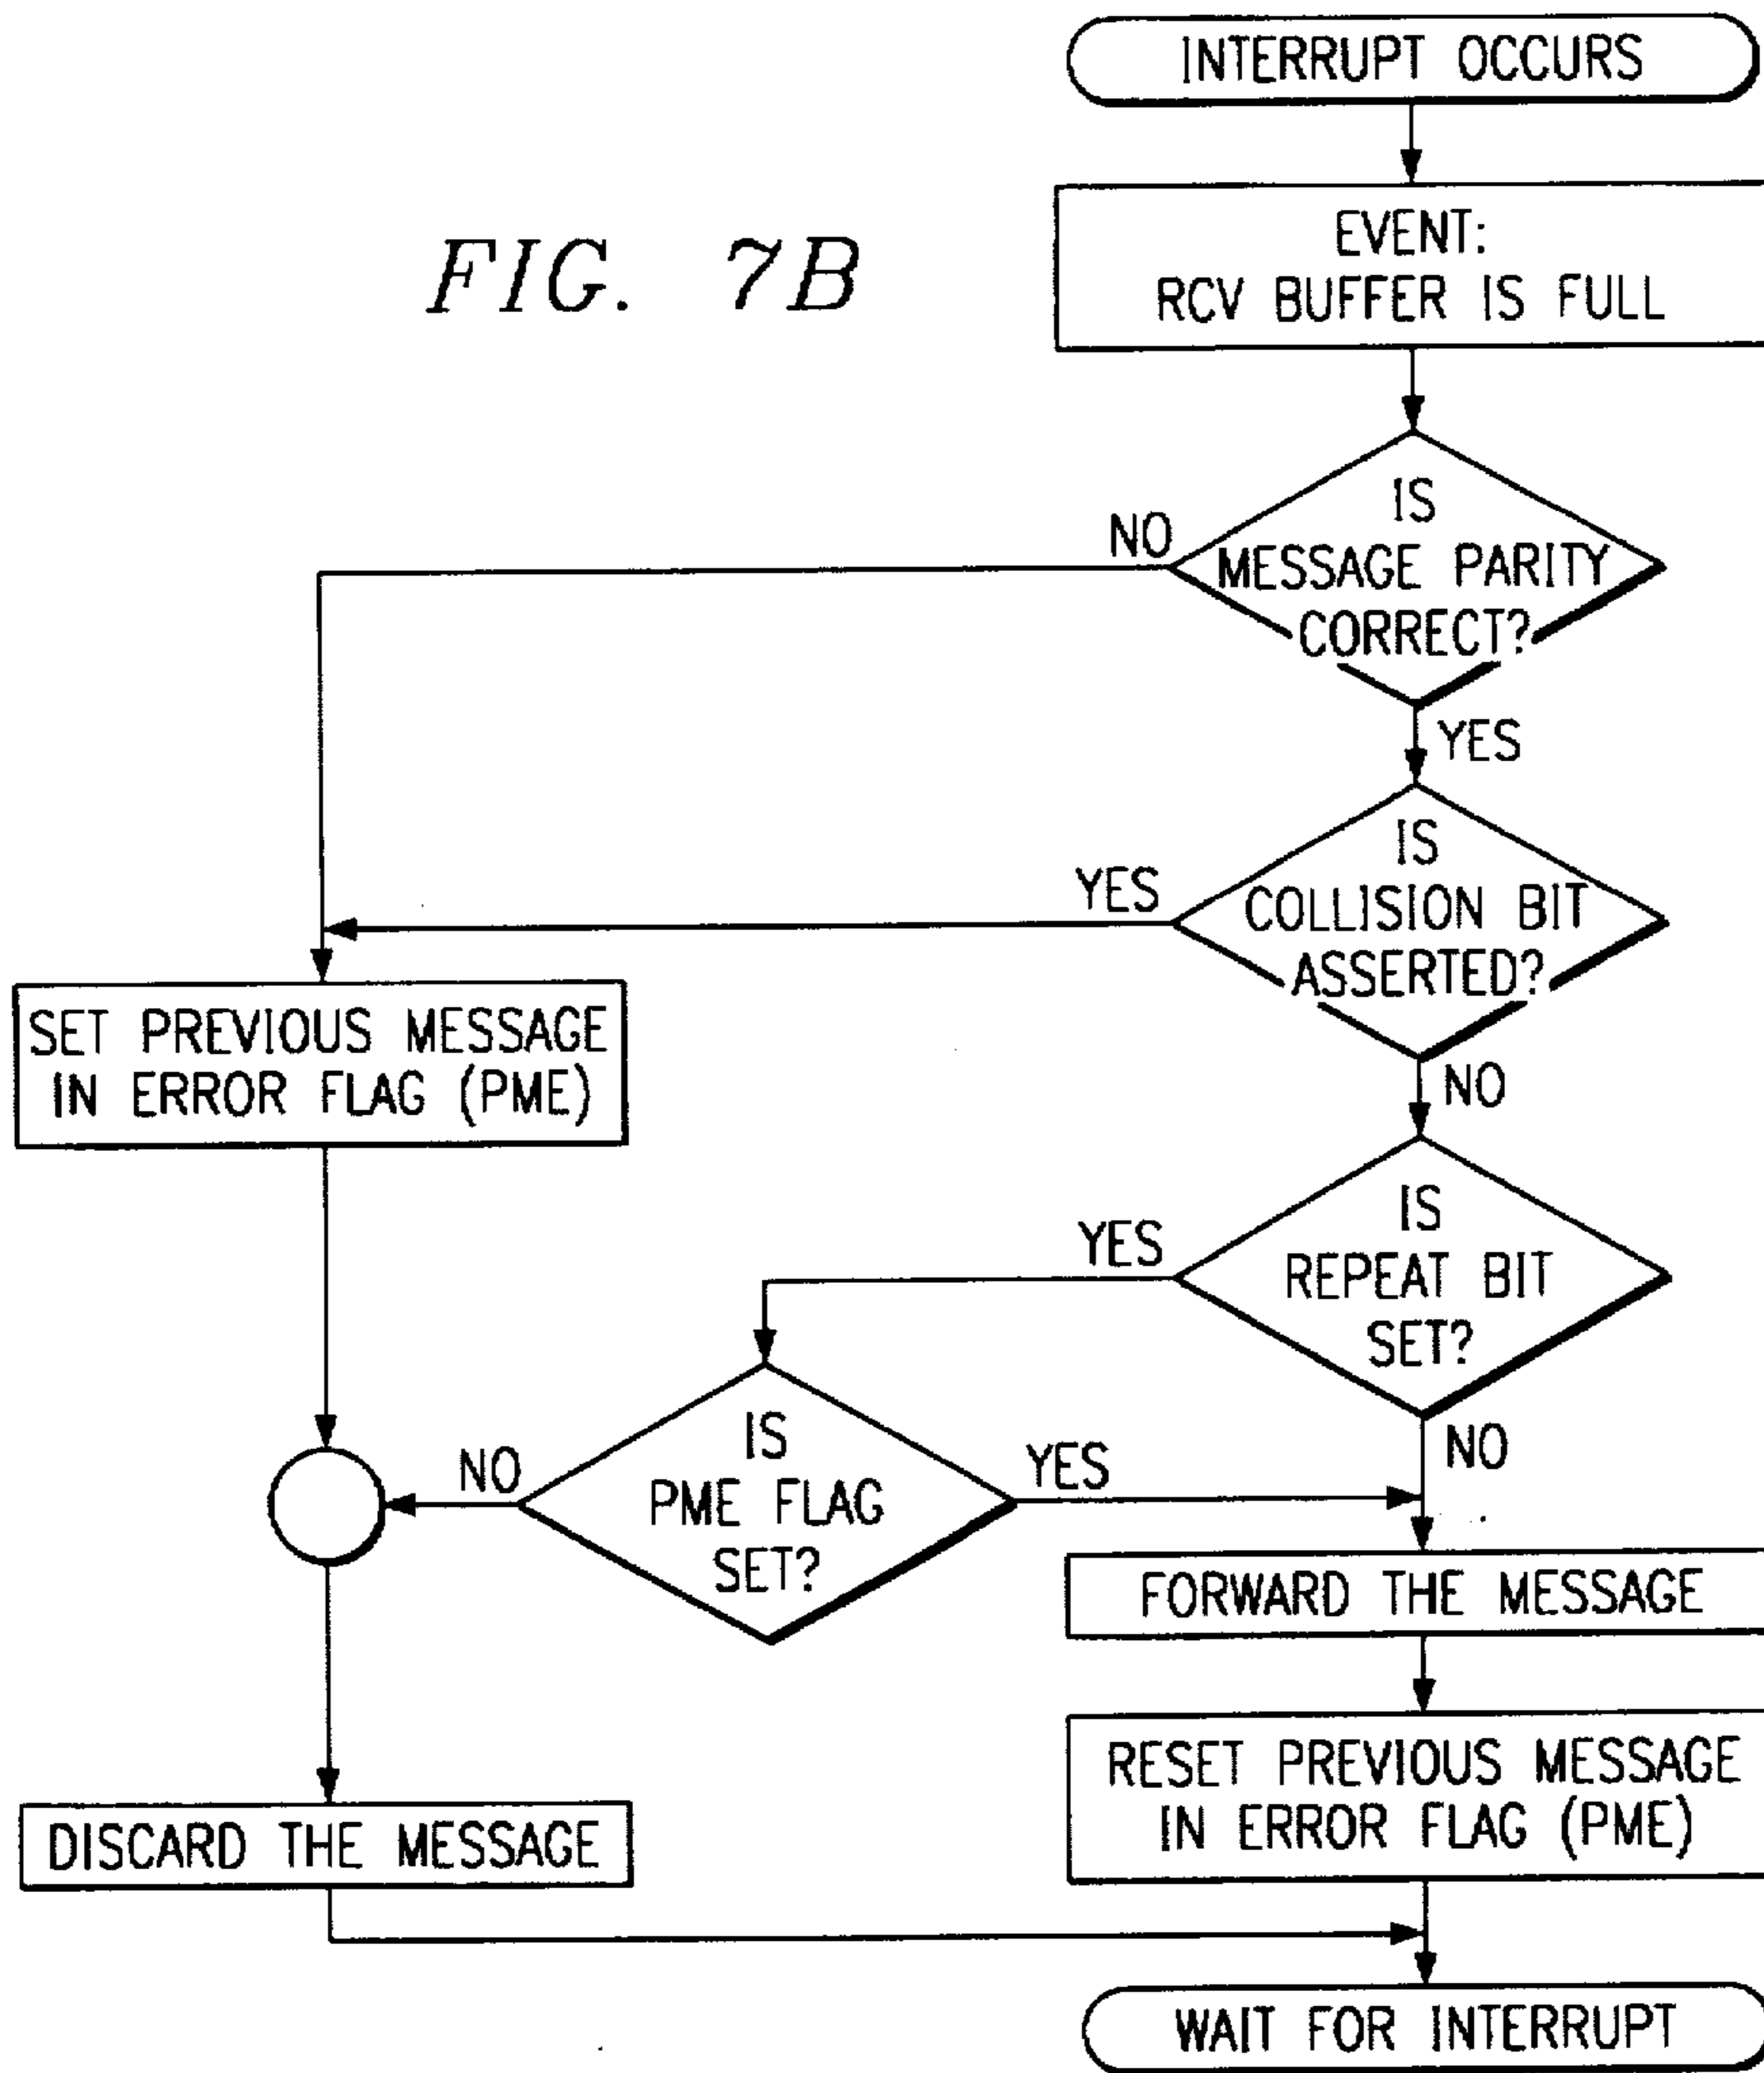 INTERRUPT OCCURS
FIG. 7B
EVENT:
RCV BUFFER IS FULL
IS
MESSAGE PARITY
CORRECT?
NO
YES
IS
COLLISION BIT
ASSERTED?
YES
NO
SET PREVIOUS MESSAGE
IN ERROR FLAG (PME)
IS
REPEAT BIT
SET?
YES
NO
IS
PME FLAG
SET?
NO
YES
FORWARD THE MESSAGE
RESET PREVIOUS MESSAGE
IN ERROR FLAG (PME)
DISCARD THE MESSAGE
WAIT FOR INTERRUPT